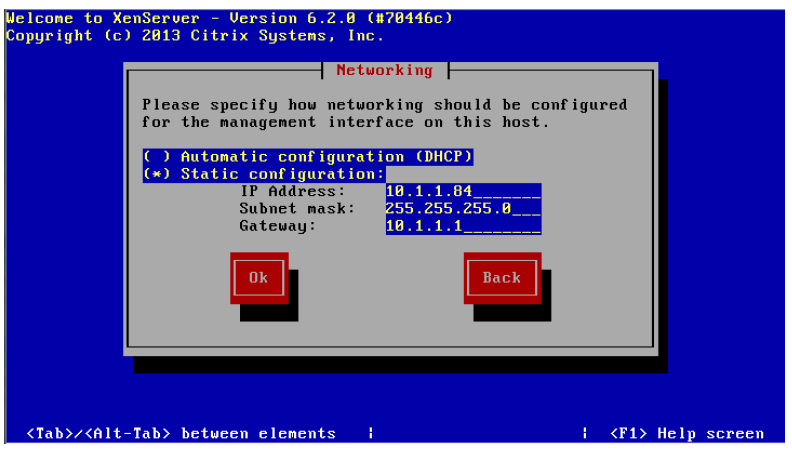 Welcome to XenServer - Version 6.2.0 (#70446c)
Copyright (c) 2013 Citrix Systems, Inc.
Networking
Please specify how networking should be configured
for the management interface on this host.
( ) Automatic configuration (DHCP)
(*) Static configuration:
IP Address: 10.1.1.84_______
Subnet mask: 255.255.255.0___
Gateway: 10.1.1.1________
Ok Back
<Tab>/<Alt-Tab> between elements | | <F1> Help screen